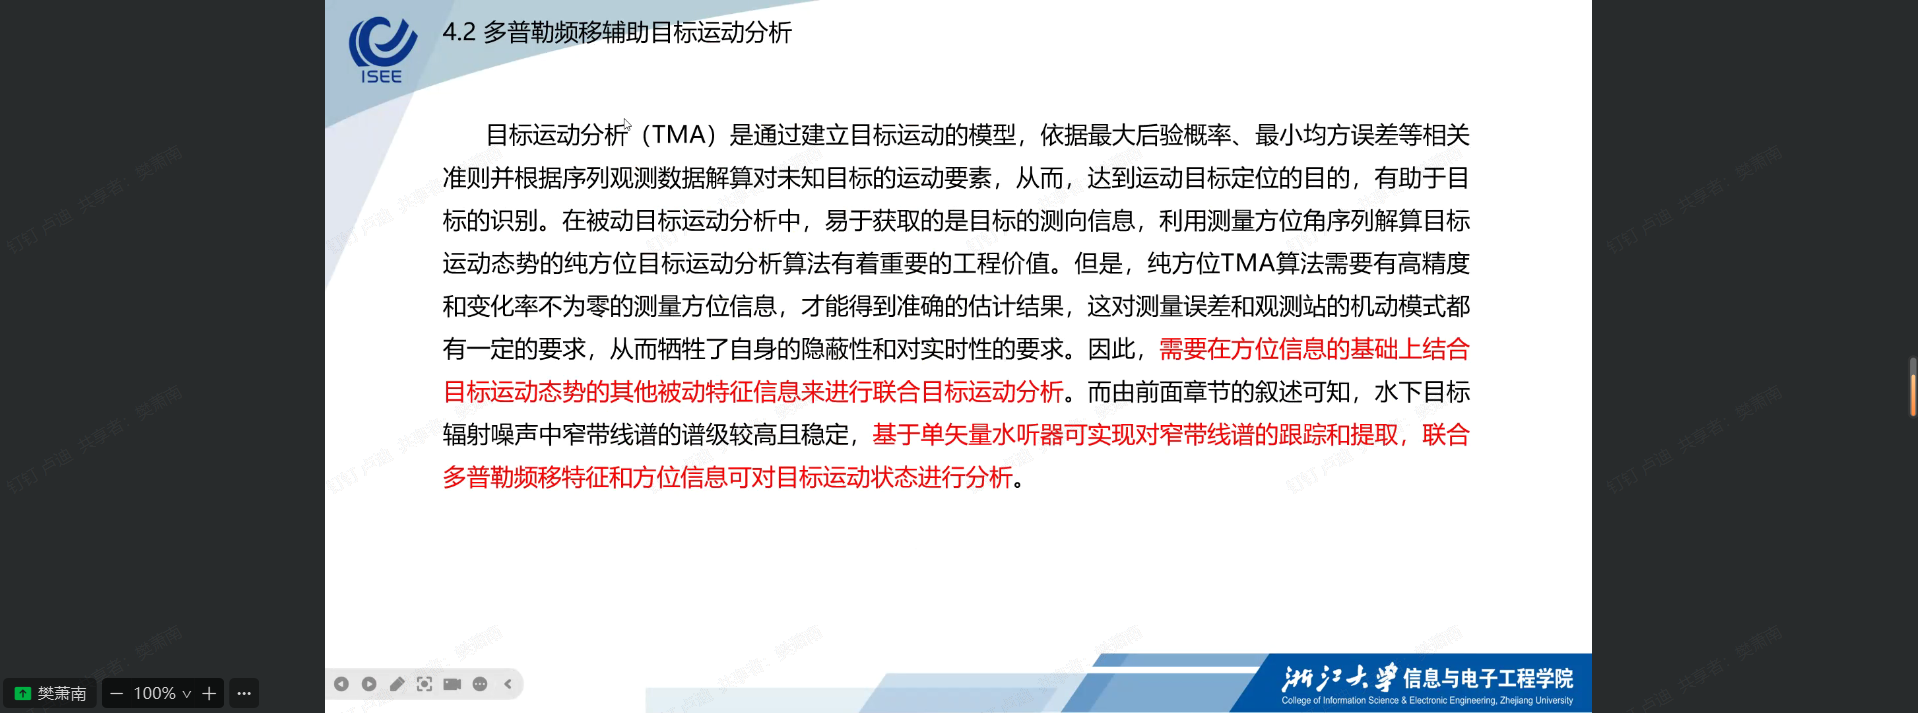 4.2 多普勒频移辅助目标运动分析
ISEE
目标运动分析（TMA）是通过建立目标运动的模型，依据最大后验概率、最小均方误差等相关
准则并根据序列观测数据解算对未知目标的运动要素，从而，达到运动目标定位的目的，有助于目
标的识别。在被动目标运动分析中，易于获取的是目标的测向信息，利用测量方位角序列解算目标
运动态势的纯方位目标运动分析算法有着重要的工程价值。但是，纯方位TMA算法需要有高精度
和变化率不为零的测量方位信息，才能得到准确的估计结果，这对测量误差和观测站的机动模式都
有一定的要求，从而牺牲了自身的隐蔽性和对实时性的要求。因此，需要在方位信息的基础上结合
目标运动态势的其他被动特征信息来进行联合目标运动分析。而由前面章节的叙述可知，水下目标
辐射噪声中窄带线谱的谱级较高且稳定，基于单矢量水听器可实现对窄带线谱的跟踪和提取，联合
多普勒频移特征和方位信息可对目标运动状态进行分析。
樊萧南
100%
浙江大学 信息与电子工程学院
College of Information Science & Electronic Engineering, Zhejiang University